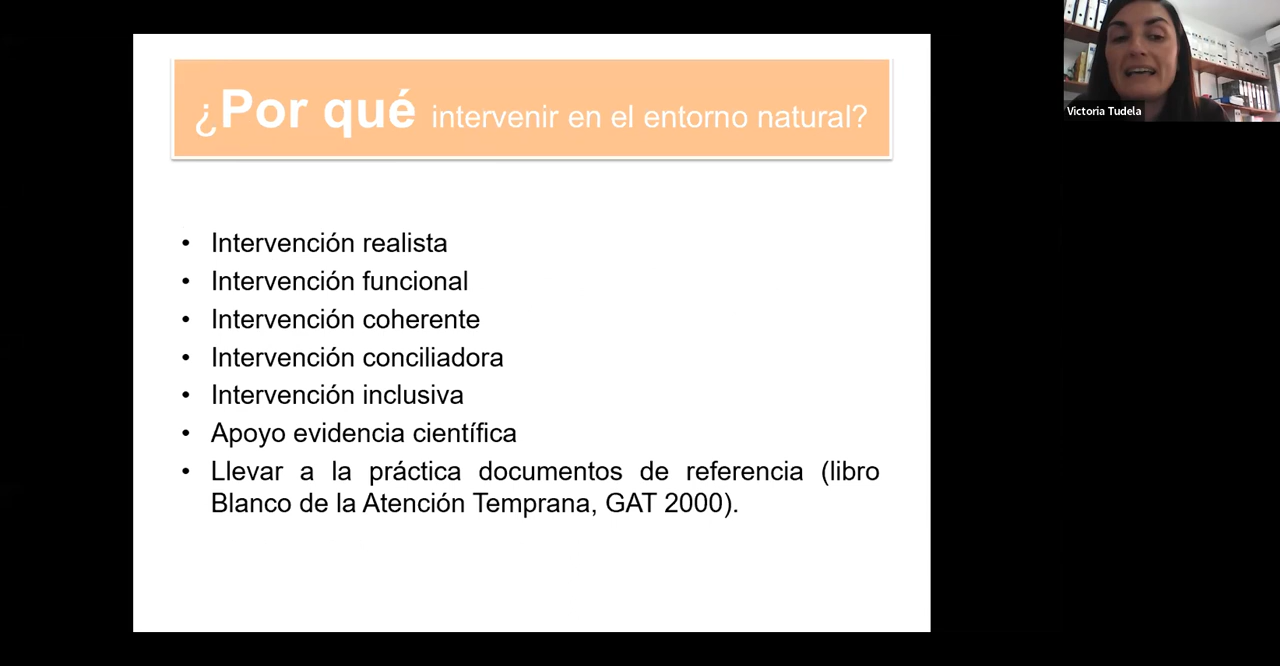 ¿Por qué intervenir en el entorno natural?
• Intervención realista
• Intervención funcional
• Intervención coherente
• Intervención conciliadora
• Intervención inclusiva
• Apoyo evidencia científica
• Llevar a la práctica documentos de referencia (libro
Blanco de la Atención Temprana, GAT 2000).
Victoria Tudela